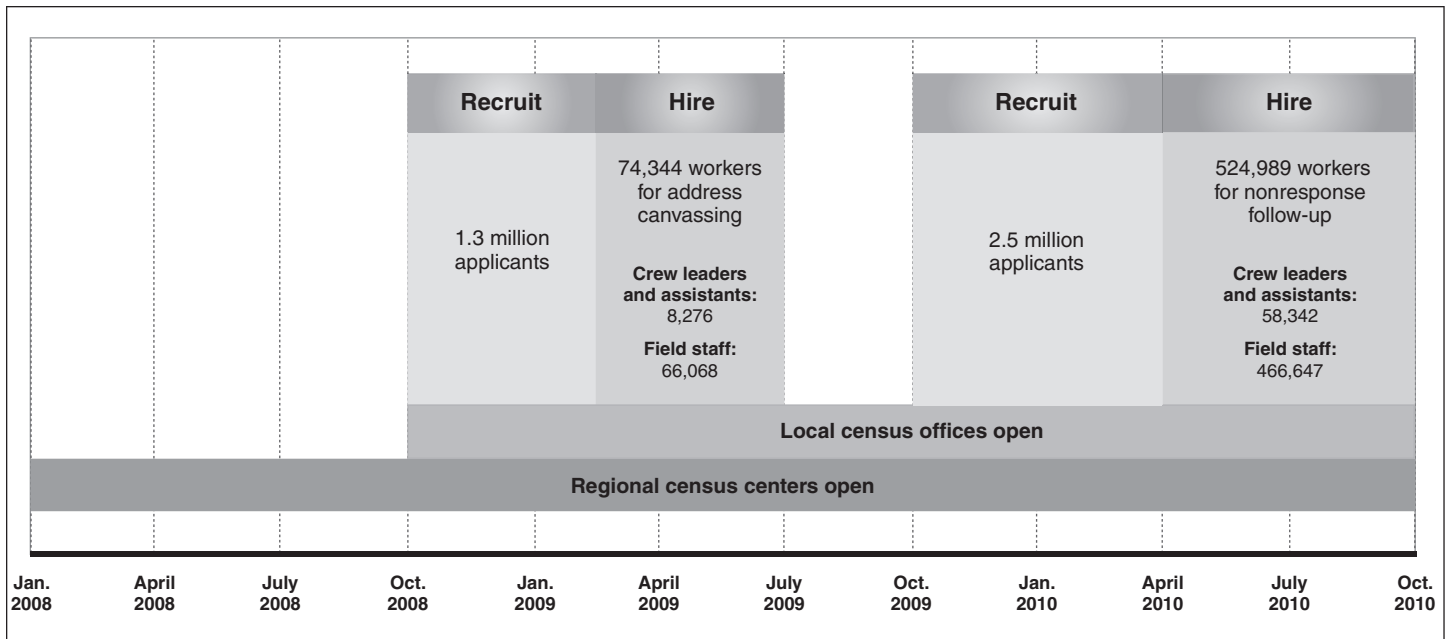 Recruit
Hire
Recruit
Hire
1.3 million
applicants
74,344 workers
for address
canvassing
Crew leaders
and assistants:
8,276
Field staff:
66,068
2.5 million
applicants
524,989 workers
for nonresponse
follow-up
Crew leaders
and assistants:
58,342
Field staff:
466,647
Local census offices open
Regional census centers open
Jan.
2008
April
2008
July
2008
Oct.
2008
Jan.
2009
April
2009
July
2009
Oct.
2009
Jan.
2010
April
2010
July
2010
Oct.
2010